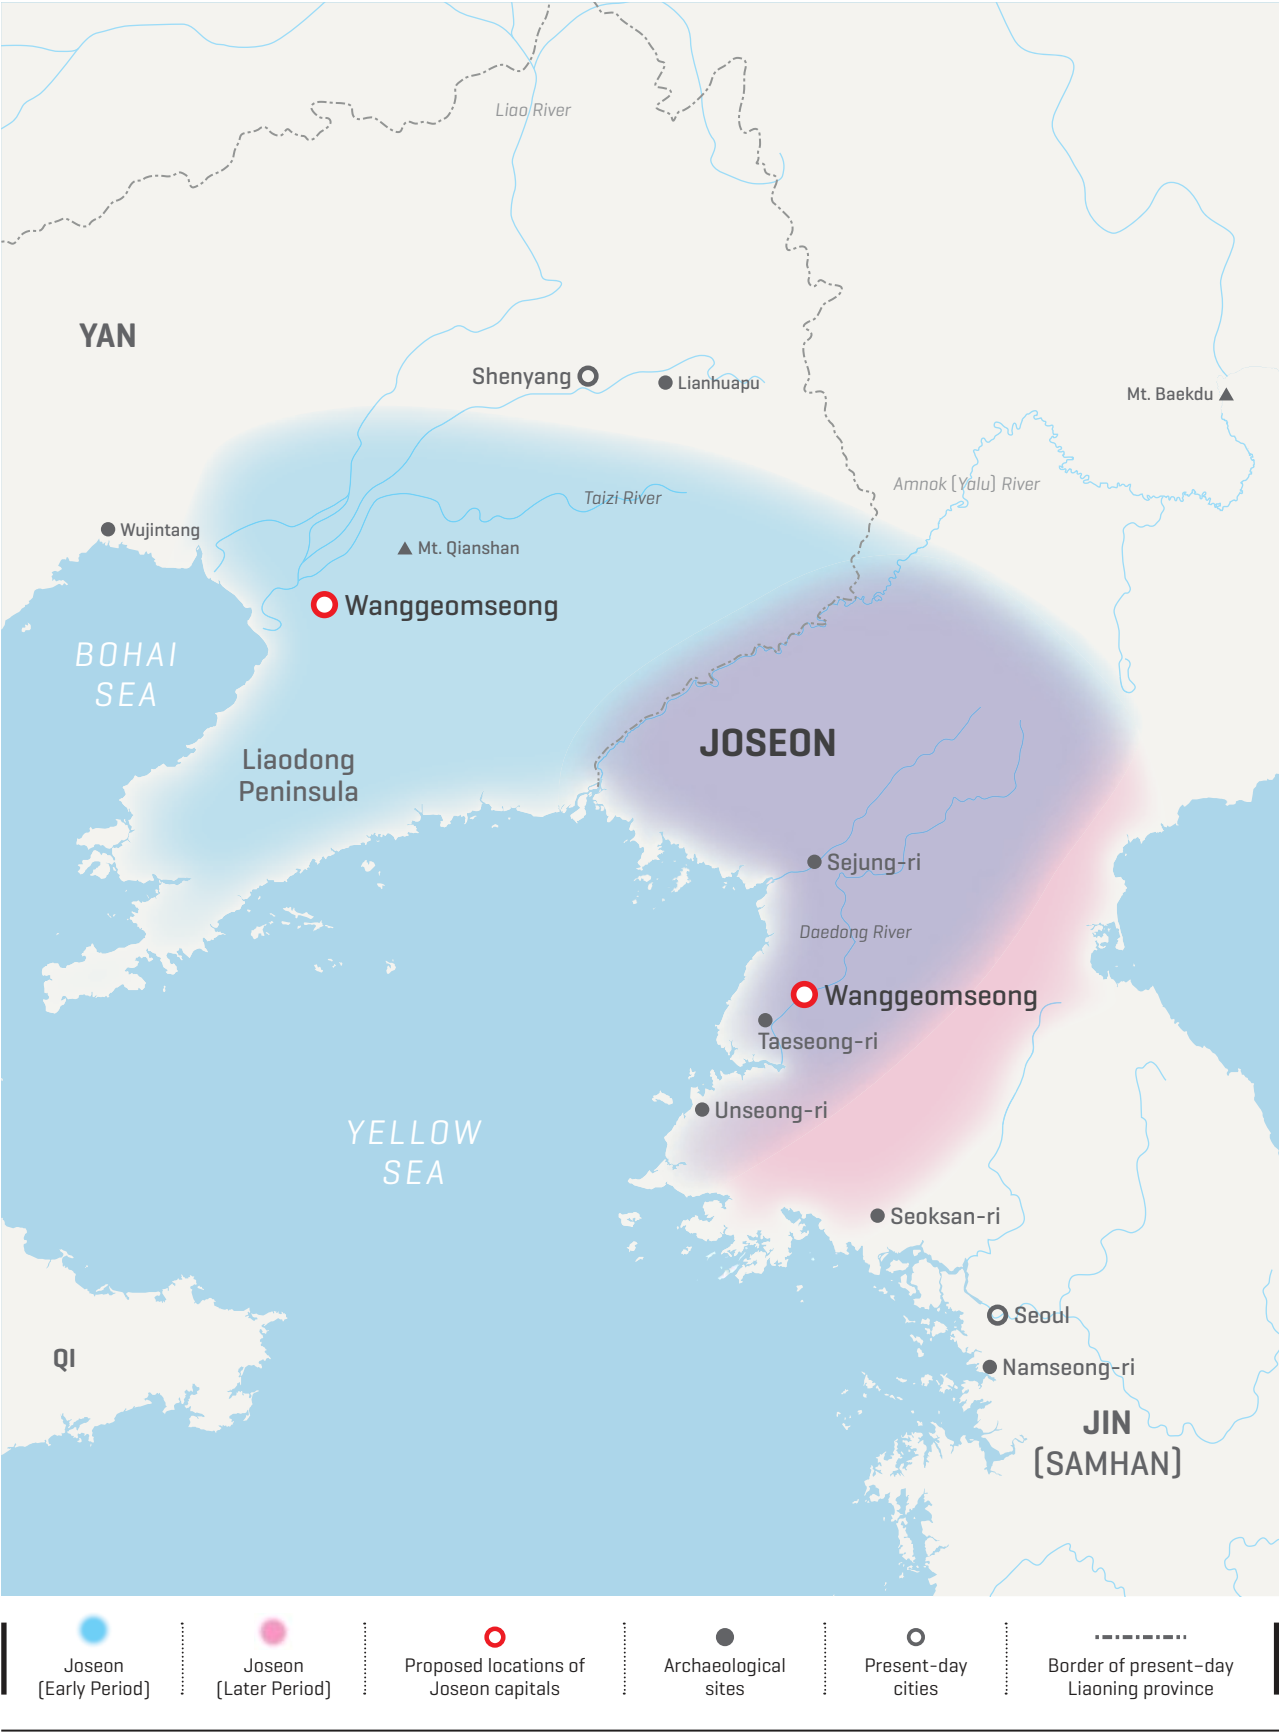 Liao River
YAN
Shenyang
Lianhuapu
Mt. Baekdu
Amnok (Yalu) River
Taizi River
Wujintang
Mt. Qianshan
Wanggeomseong
BOHAI
SEA
JOSEON
Liaodong
Peninsula
Sejung-ri
Daedong River
Wanggeomseong
Taeseong-ri
Unseong-ri
YELLOW
SEA
Seoksan-ri
Seoul
QI
Namseong-ri
JIN
(SAMHAN)
Joseon
(Early Period)
Joseon
(Later Period)
Proposed locations of
Joseon capitals
Archaeological
sites
Present-day
cities
Border of present-day
Liaoning province